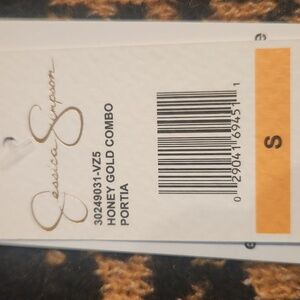 Jessica Simpson
30249031-VZ5
HONEY GOLD COMBO
PORTIA
0 29041 69451 1
S